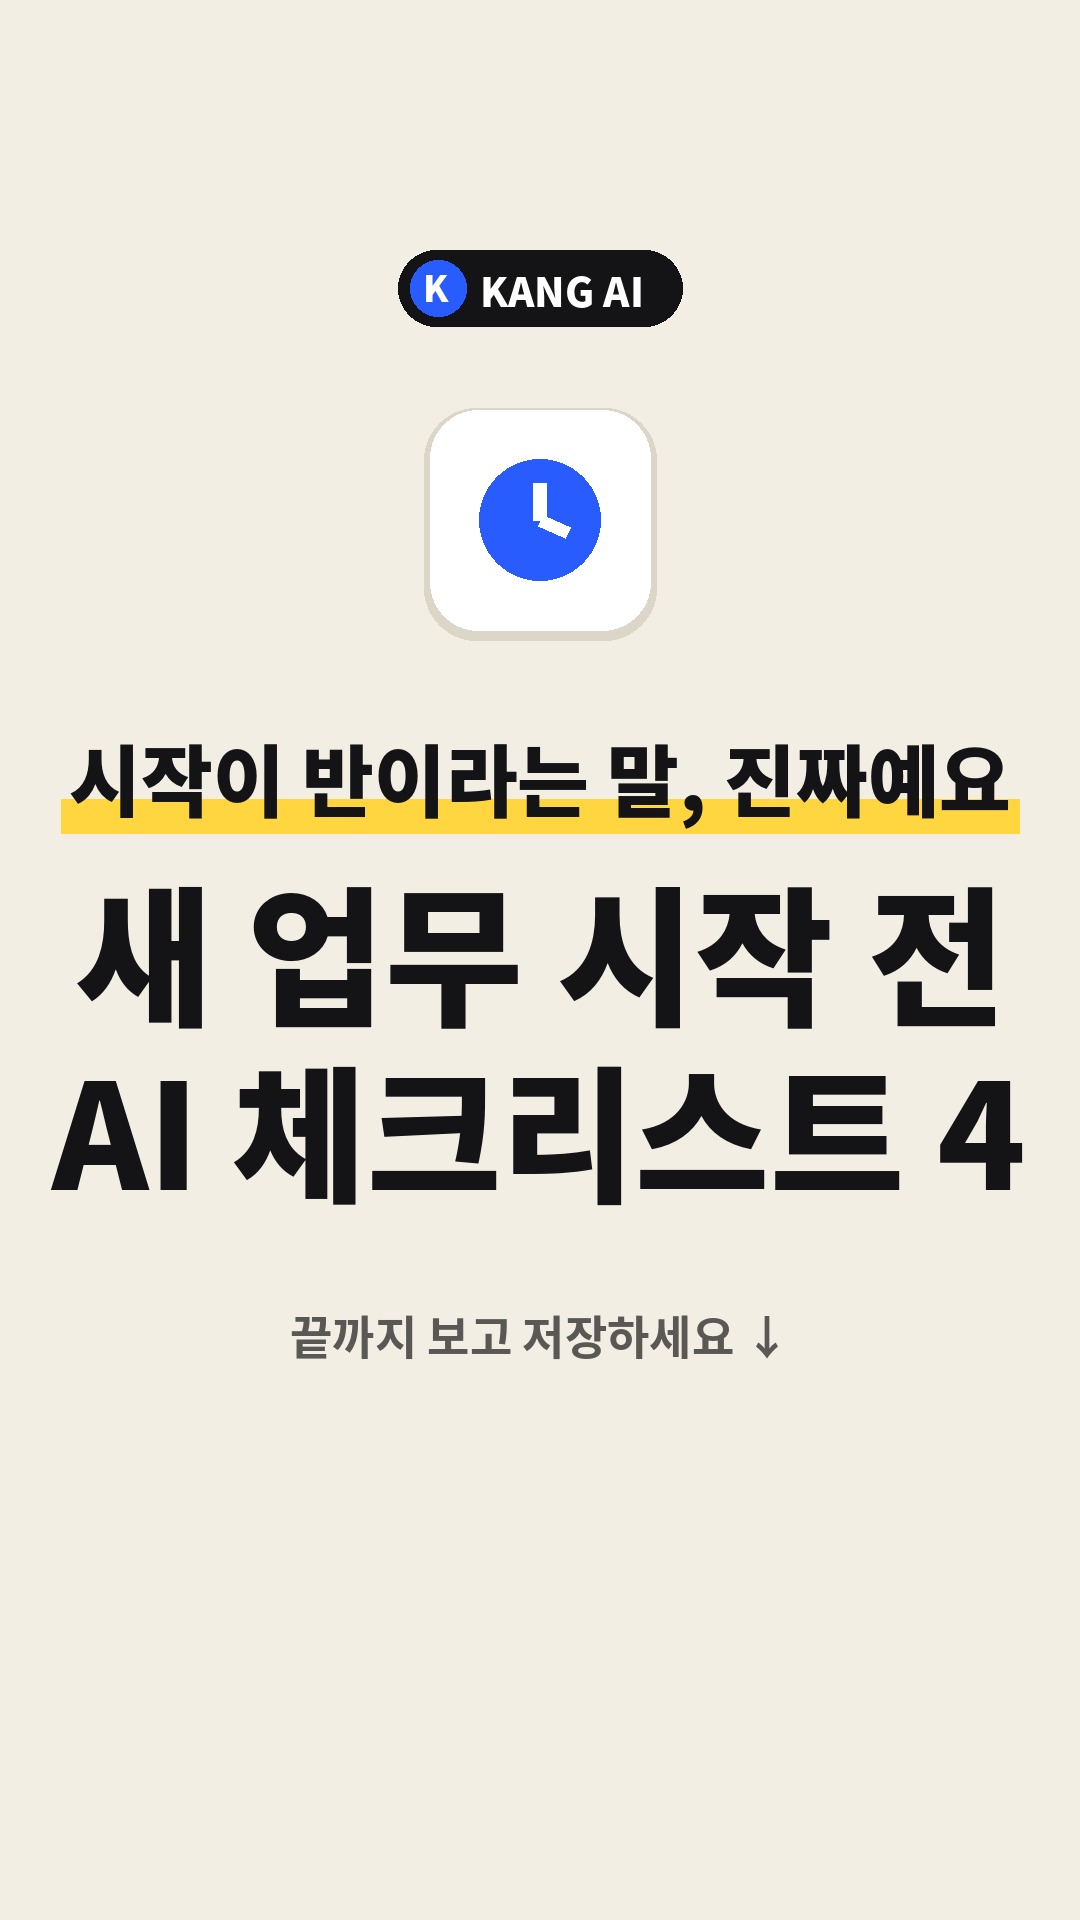 K KANG AI
시작이 반이라는 말, 진짜예요
새 업무 시작 전
AI 체크리스트 4
끝까지 보고 저장하세요 ↓